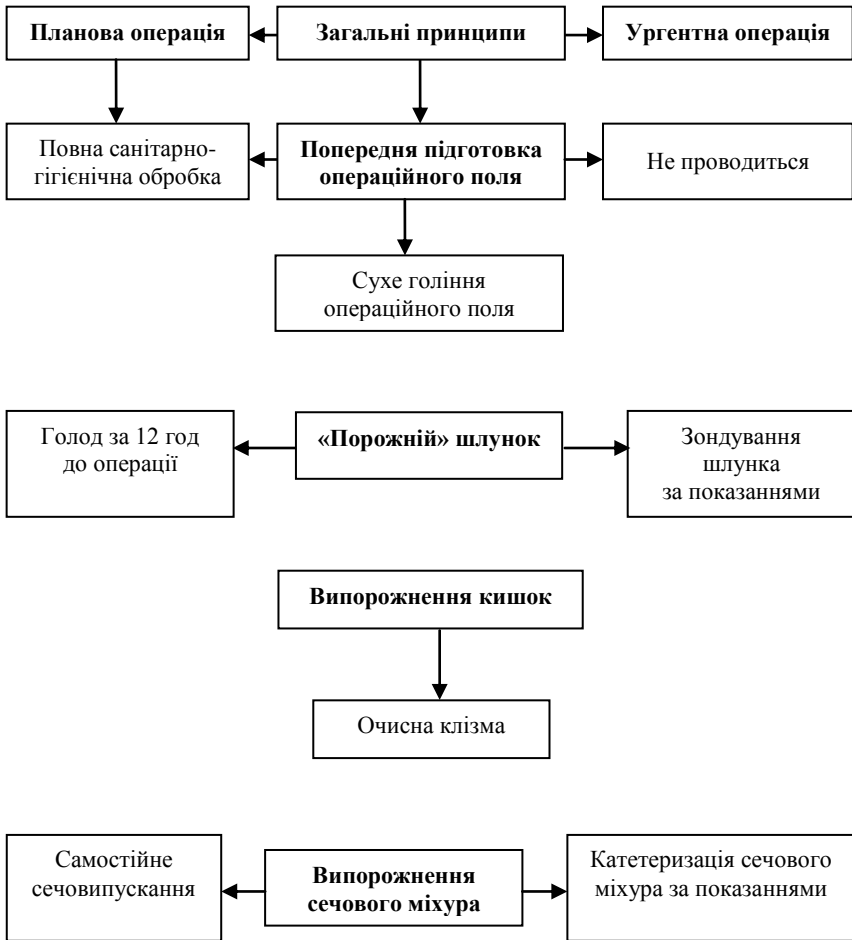 Планова операція
Загальні принципи
Ургентна операція
Повна санітарно-
гігієнічна обробка
Попередня підготовка
операційного поля
Не проводиться
Сухе гоління
операційного поля
Голод за 12 год
до операції
«Порожній» шлунок
Зондування
шлунка
за показаннями
Випорожнення кишок
Очисна клізма
Самостійне
сечовипускання
Випорожнення
сечового міхура
Катетеризація сечового
міхура за показаннями